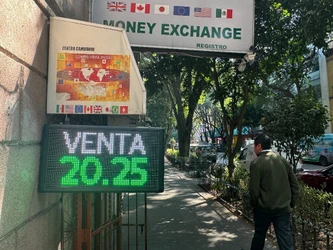 MONEY EXCHANGE
REGISTRO
CENTRO CAMBIARIO
VENTA
20.25